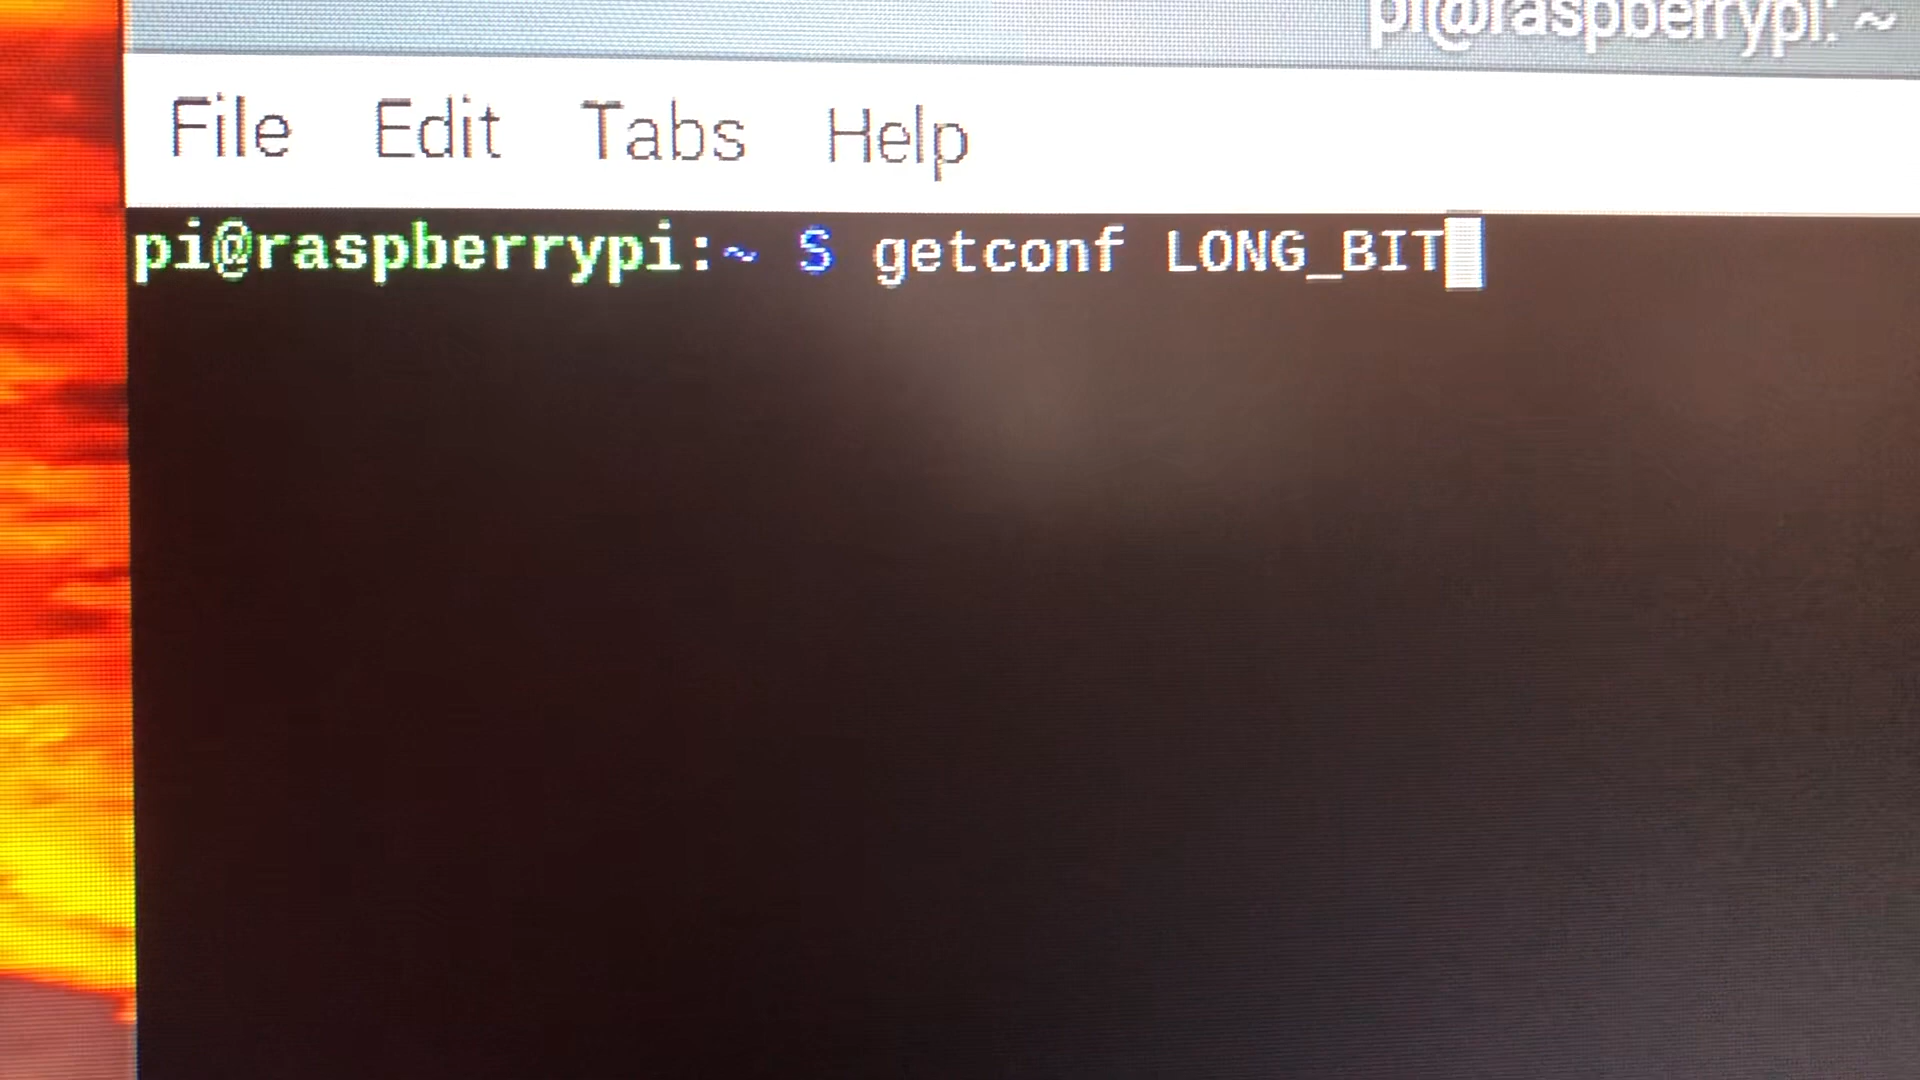 pi@raspberrypi: ~
File Edit Tabs Help
pi@raspberrypi:~ $ getconf LONG_BIT